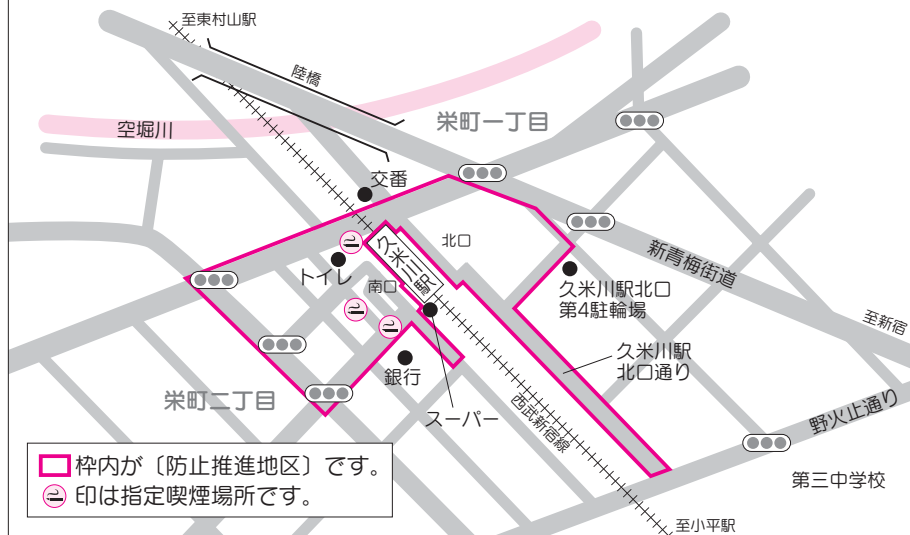 至東村山駅
陸橋
栄町一丁目
空堀川
交番
北口
久米川駅
トイレ
南口
新青梅街道
久米川駅北口
第4駐輪場
至新宿
久米川駅
北口通り
銀行
栄町二丁目
スーパー
西武新宿線
野火止通り
第三中学校
至小平駅
枠内が〔防止推進地区〕です。
印は指定喫煙場所です。